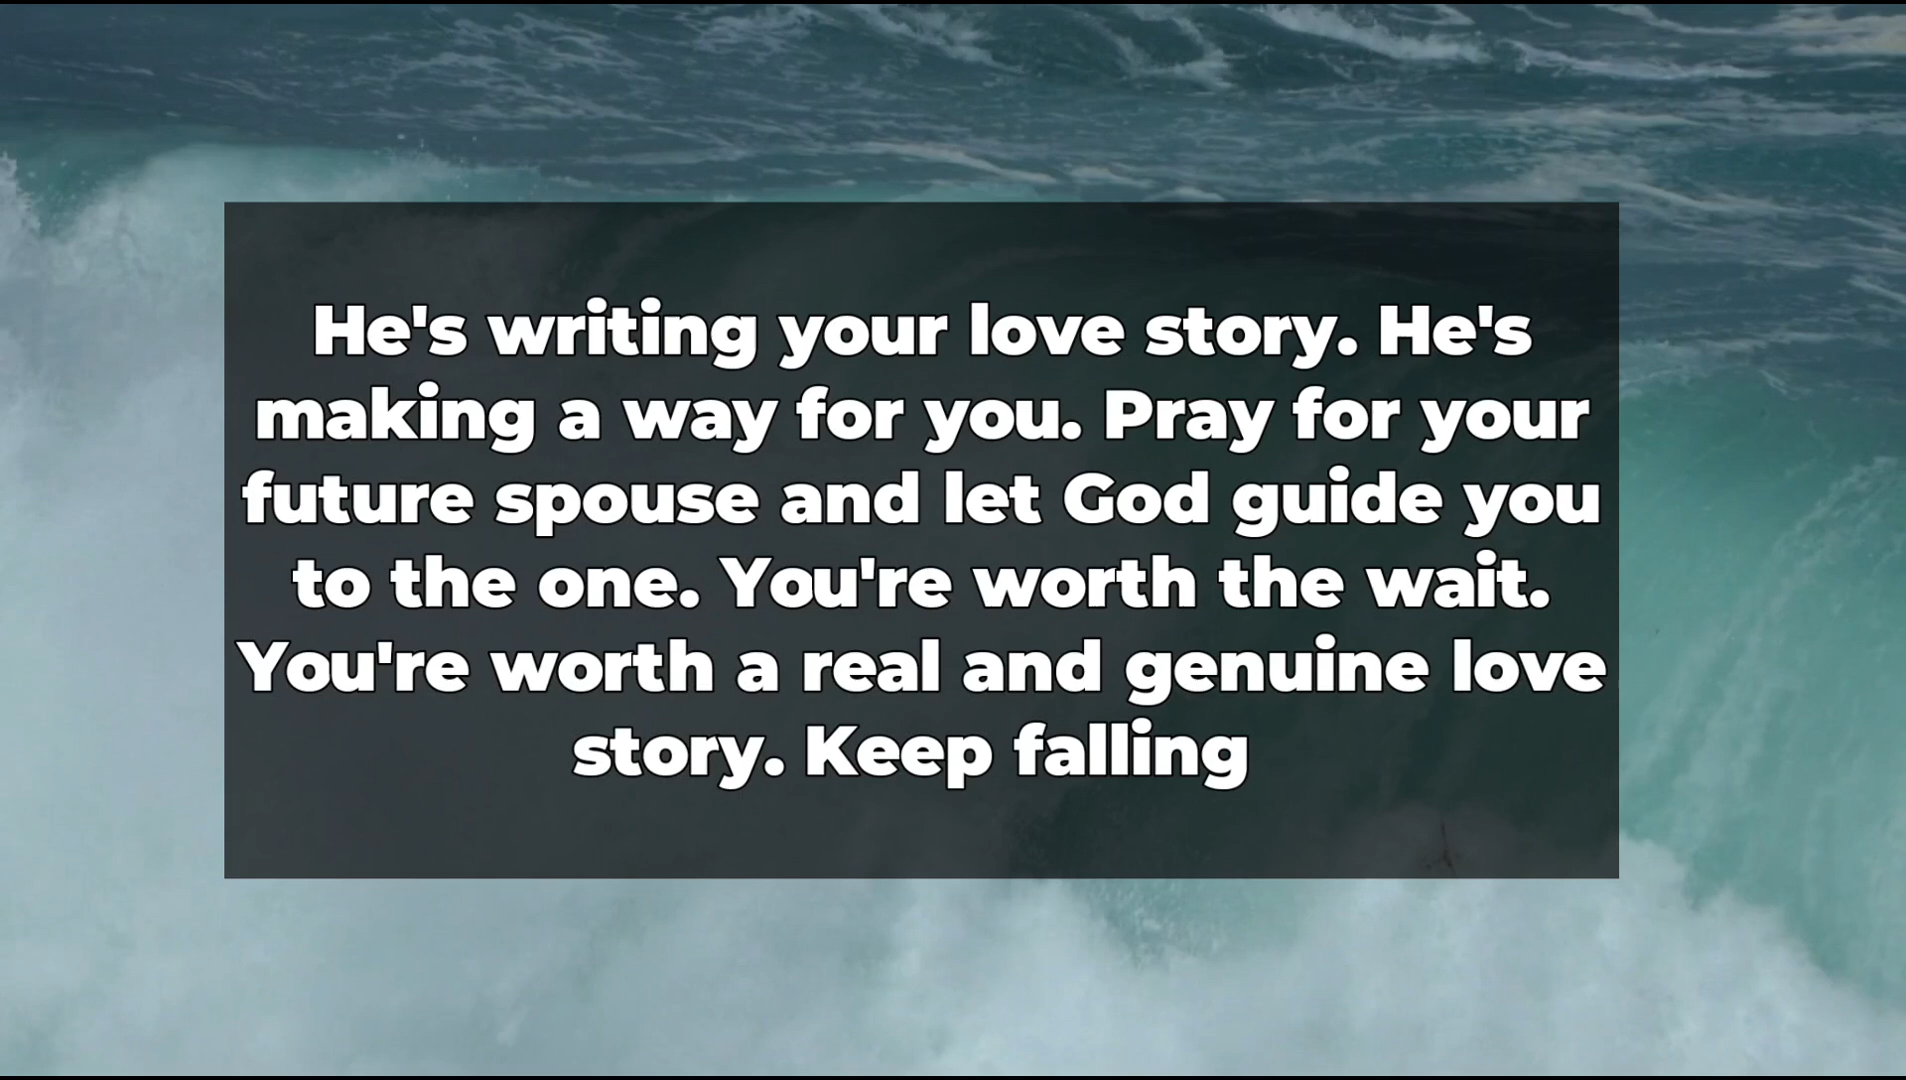 He's writing your love story. He's
making a way for you. Pray for your
future spouse and let God guide you
to the one. You're worth the wait.
You're worth a real and genuine love
story. Keep falling